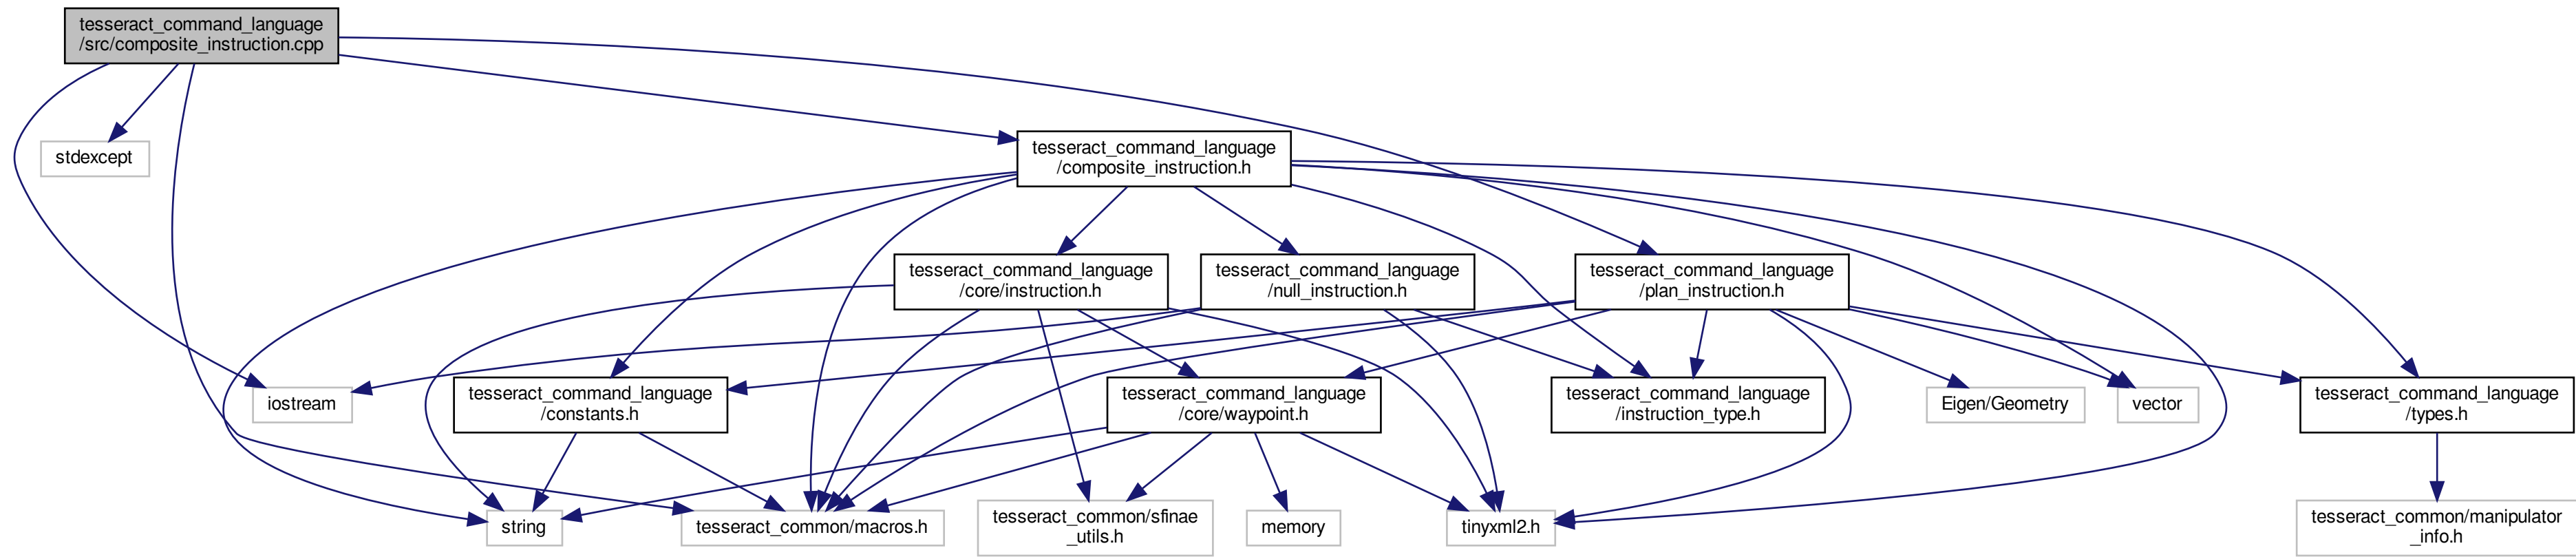 tesseract_command_language
/src/composite_instruction.cpp
stdexcept
tesseract_command_language
/composite_instruction.h
tesseract_command_language
/core/instruction.h
tesseract_command_language
/null_instruction.h
tesseract_command_language
/plan_instruction.h
iostream
tesseract_command_language
/constants.h
tesseract_command_language
/core/waypoint.h
tesseract_command_language
/instruction_type.h
Eigen/Geometry
vector
tesseract_command_language
/types.h
string
tesseract_common/macros.h
tesseract_common/sfinae
_utils.h
memory
tinyxml2.h
tesseract_common/manipulator
_info.h